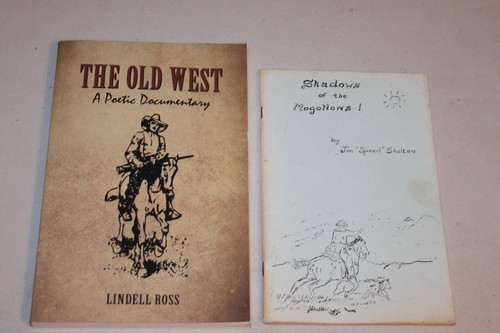 THE OLD WEST
A Poetic Documentary
LINDELL ROSS
Shadows
of the
Mogollons!
by
Jim "Speed" Shelton